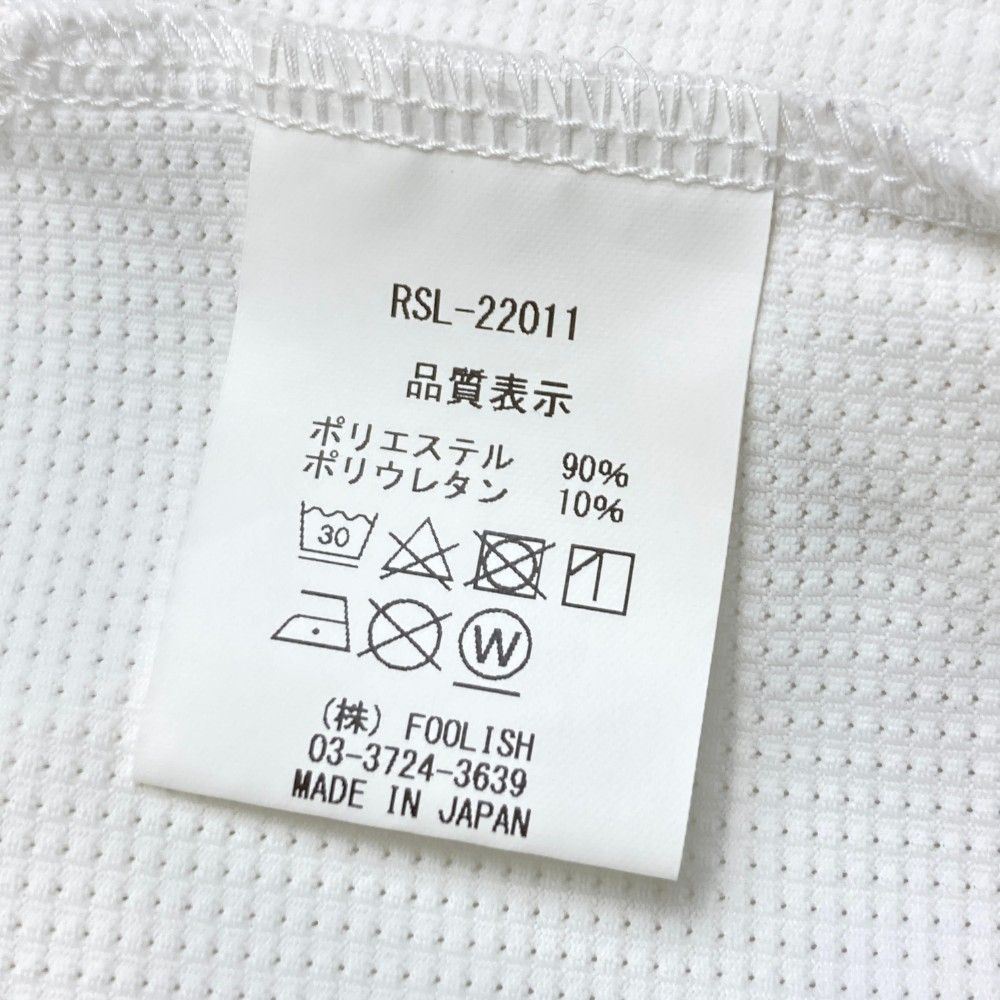 RSL-22011
品質表示
ポリエステル 90%
ポリウレタン 10%
30
W
(株) FOOLISH
03-3724-3639
MADE IN JAPAN